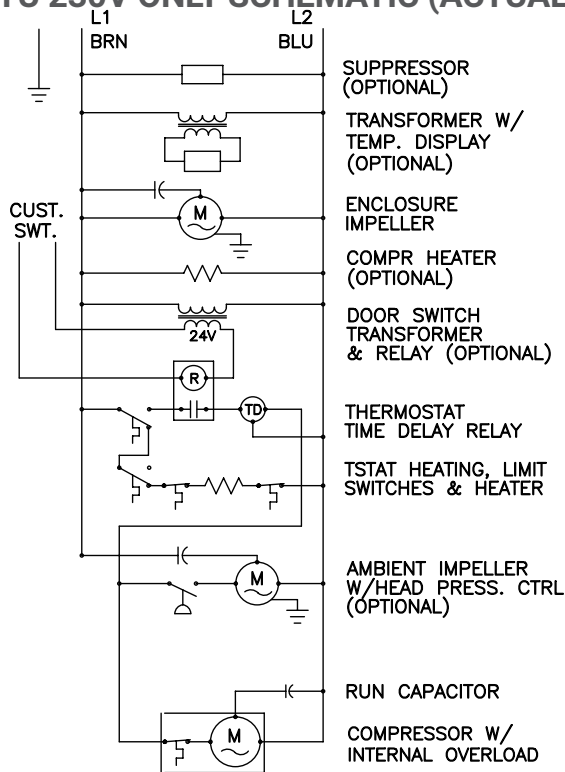 L1
L2
BRN
BLU
SUPPRESSOR
(OPTIONAL)
TRANSFORMER W/
TEMP. DISPLAY
(OPTIONAL)
CUST.
SWT.
M
ENCLOSURE
IMPELLER
COMPR HEATER
(OPTIONAL)
24V
DOOR SWITCH
TRANSFORMER
& RELAY (OPTIONAL)
R
TD
THERMOSTAT
TIME DELAY RELAY
TSTAT HEATING, LIMIT
SWITCHES & HEATER
M
AMBIENT IMPELLER
W/HEAD PRESS. CTRL
(OPTIONAL)
RUN CAPACITOR
M
COMPRESSOR W/
INTERNAL OVERLOAD